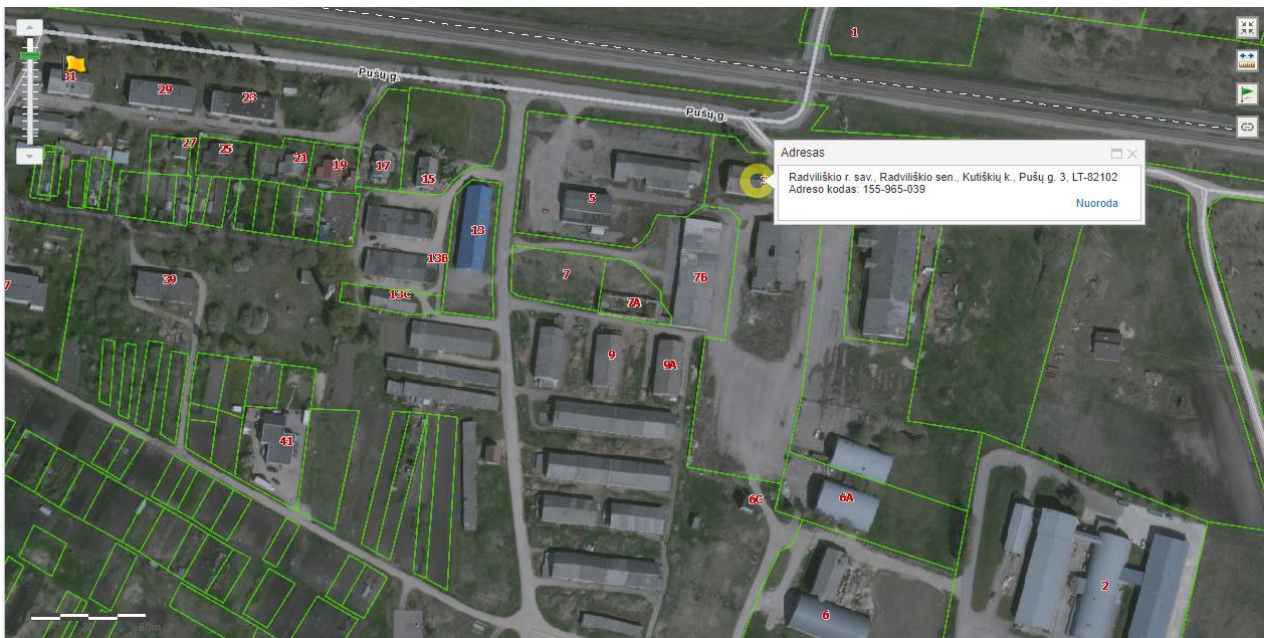 1
31
29
23
Pušų g.
Pušų g.
Adresas
Radviliškio r. sav., Radviliškio sen., Kutiškių k., Pušų g. 3, LT-82102
Adreso kodas: 155-965-039
Nuoroda
27
25
21
19
17
15
5
13
13B
7
7B
39
7
13C
7A
9
9A
41
6C
6A
2
6